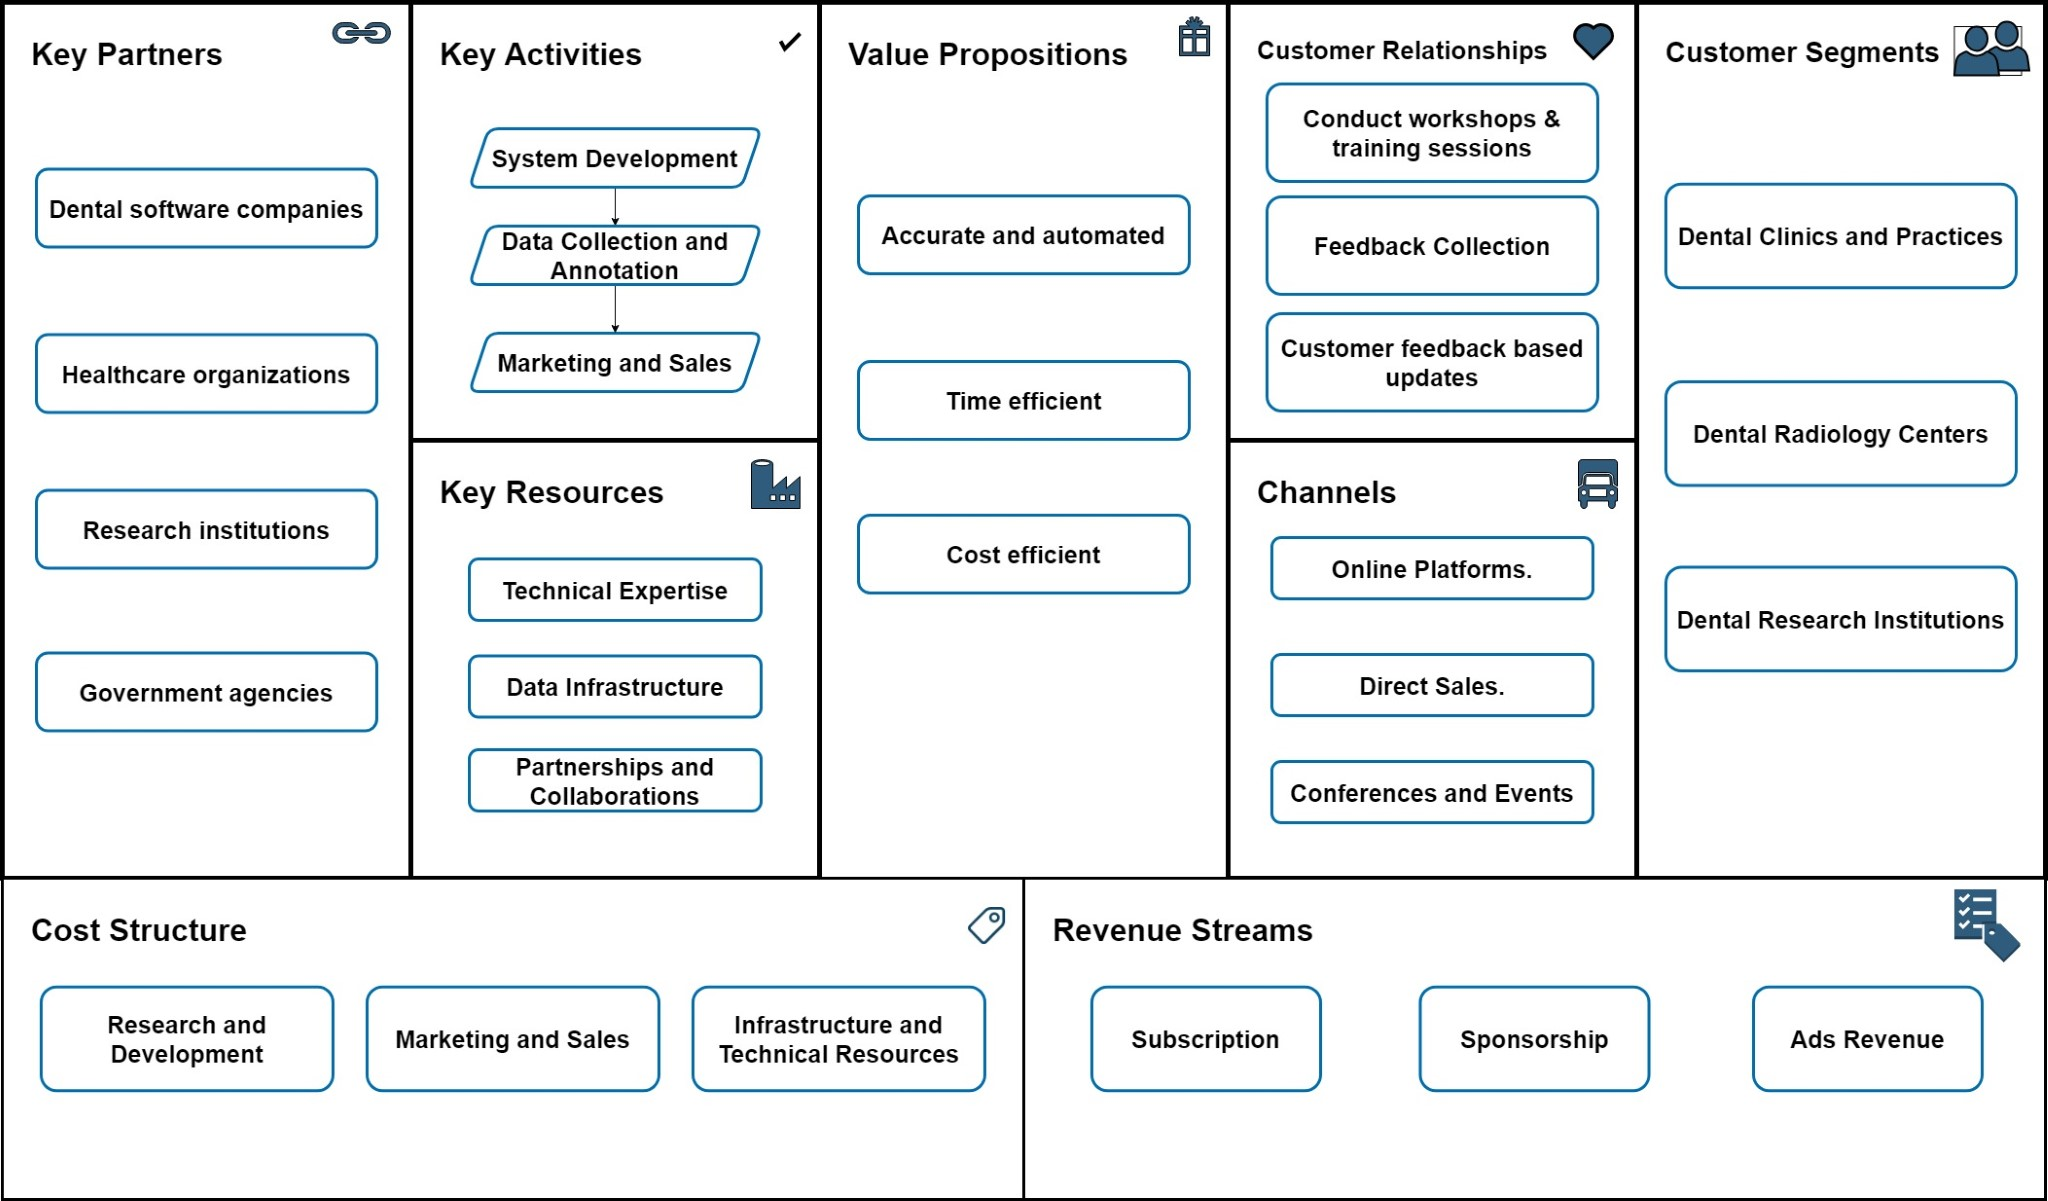 Key Partners
Dental software companies
Healthcare organizations
Research institutions
Government agencies
Key Activities
System Development
Data Collection and
Annotation
Marketing and Sales
Key Resources
Technical Expertise
Data Infrastructure
Partnerships and
Collaborations
Value Propositions
Accurate and automated
Time efficient
Cost efficient
Customer Relationships
Conduct workshops &
training sessions
Feedback Collection
Customer feedback based
updates
Channels
Online Platforms.
Direct Sales.
Conferences and Events
Customer Segments
Dental Clinics and Practices
Dental Radiology Centers
Dental Research Institutions
Cost Structure
Research and
Development
Marketing and Sales
Infrastructure and
Technical Resources
Revenue Streams
Subscription
Sponsorship
Ads Revenue